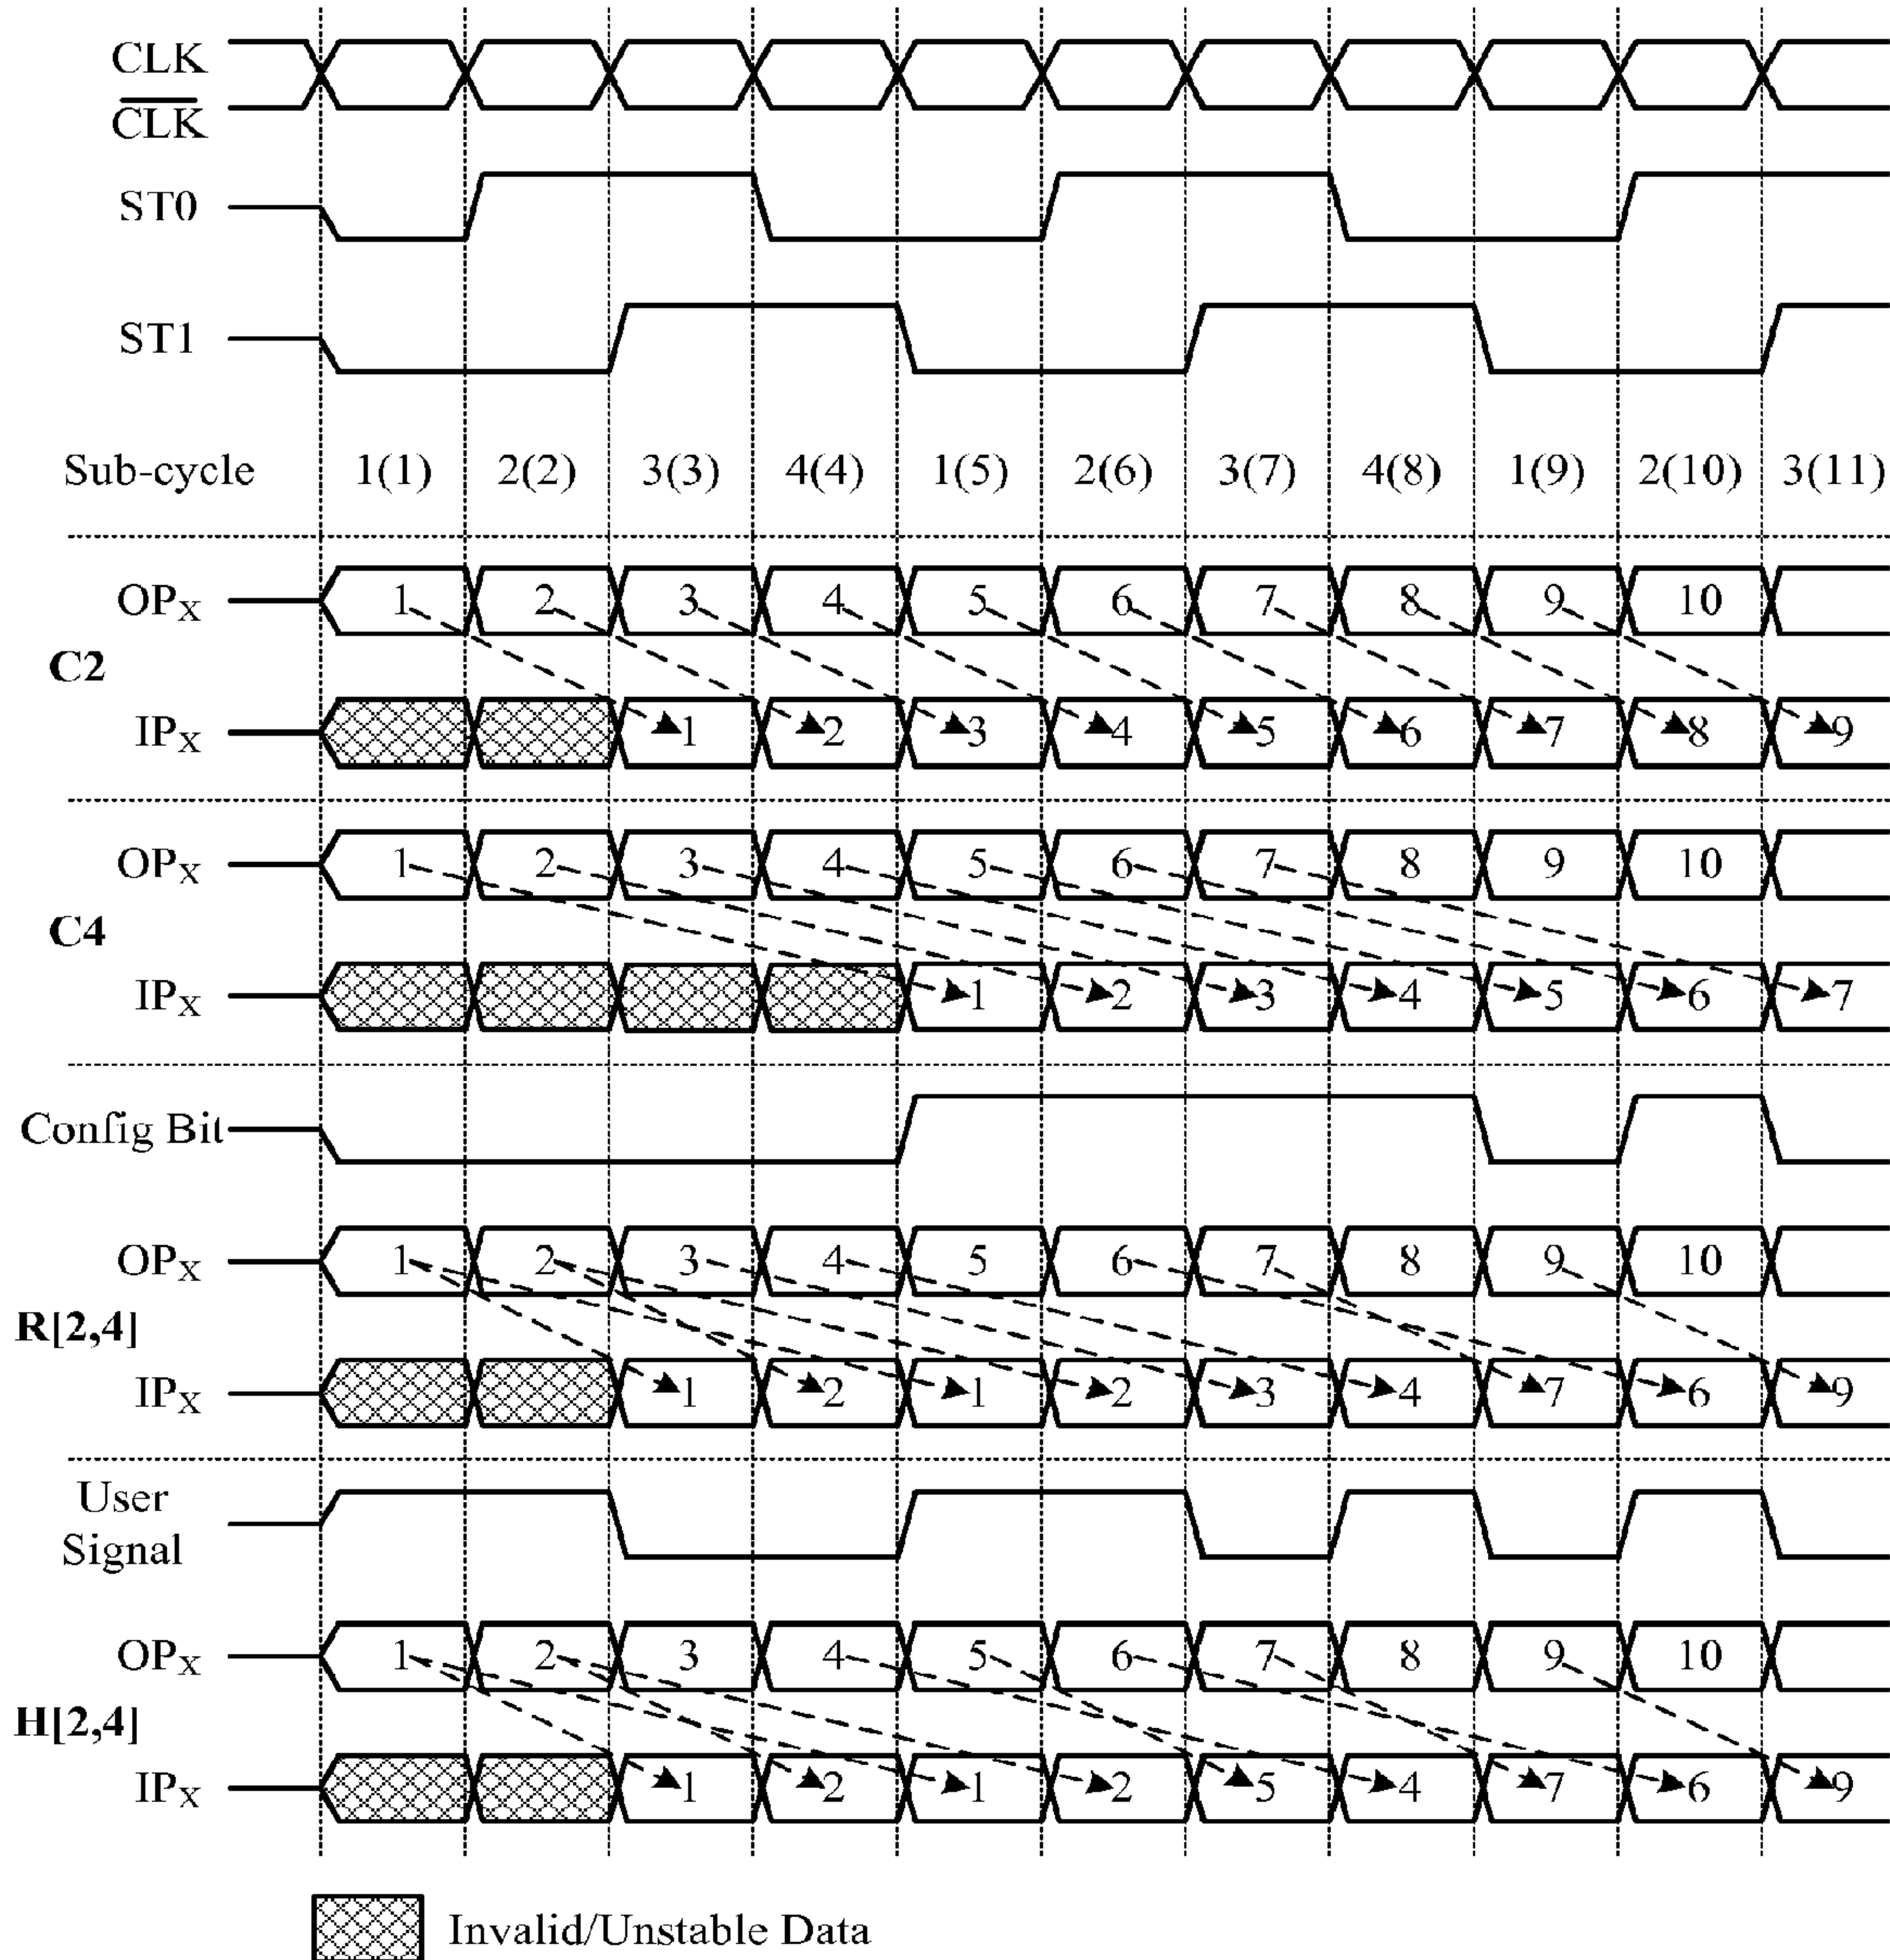 CLK
CLK
ST0
ST1
Sub-cycle 1(1) 2(2) 3(3) 4(4) 1(5) 2(6) 3(7) 4(8) 1(9) 2(10) 3(11)
OPX 1 2 3 4 5 6 7 8 9 10
C2
IPX 1 2 3 4 5 6 7 8 9
OPX 1 2 3 4 5 6 7 8 9 10
C4
IPX 1 2 3 4 5 6 7
Config Bit
OPX 1 2 3 4 5 6 7 8 9 10
R[2,4]
IPX 1 2 1 2 3 4 7 6 9
User
Signal
OPX 1 2 3 4 5 6 7 8 9 10
H[2,4]
IPX 1 2 1 2 5 4 7 6 9
Invalid/Unstable Data